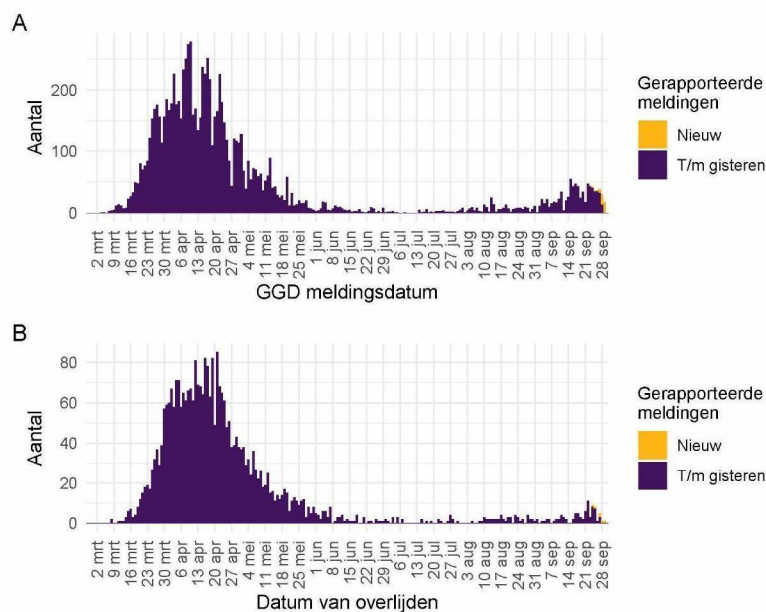 A
Aantal
200
100
0
2 mrt
9 mrt
16 mrt
23 mrt
30 mrt
6 apr
13 apr
20 apr
27 apr
4 mei
11 mei
18 mei
25 mei
1 jun
8 jun
15 jun
22 jun
29 jun
6 jul
13 jul
20 jul
27 jul
3 aug
10 aug
17 aug
24 aug
31 aug
7 sep
14 sep
21 sep
28 sep
GGD meldingsdatum
Gerapporteerde
meldingen
Nieuw
T/m gisteren
B
Aantal
80
60
40
20
0
2 mrt
9 mrt
16 mrt
23 mrt
30 mrt
6 apr
13 apr
20 apr
27 apr
4 mei
11 mei
18 mei
25 mei
1 jun
8 jun
15 jun
22 jun
29 jun
6 jul
13 jul
20 jul
27 jul
3 aug
10 aug
17 aug
24 aug
31 aug
7 sep
14 sep
21 sep
28 sep
Datum van overlijden
Gerapporteerde
meldingen
Nieuw
T/m gisteren